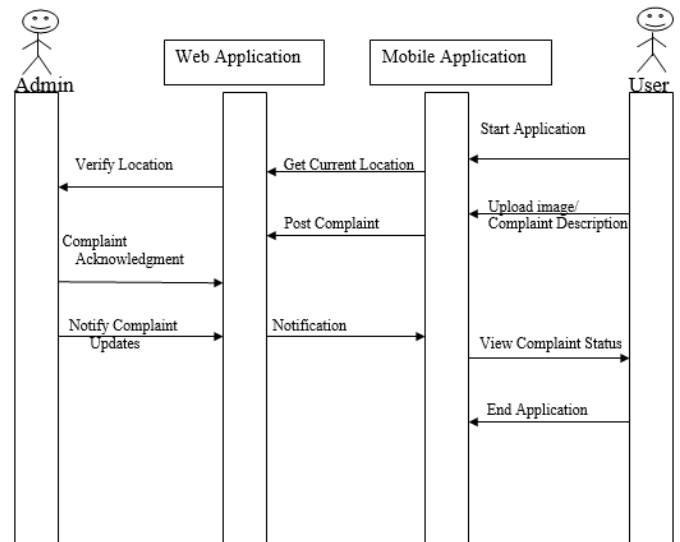 Web Application
Mobile Application
Admin
User
Start Application
Verify Location
Get Current Location
Upload image/
Complaint Description
Post Complaint
Complaint
Acknowledgment
Notify Complaint
Updates
Notification
View Complaint Status
End Application